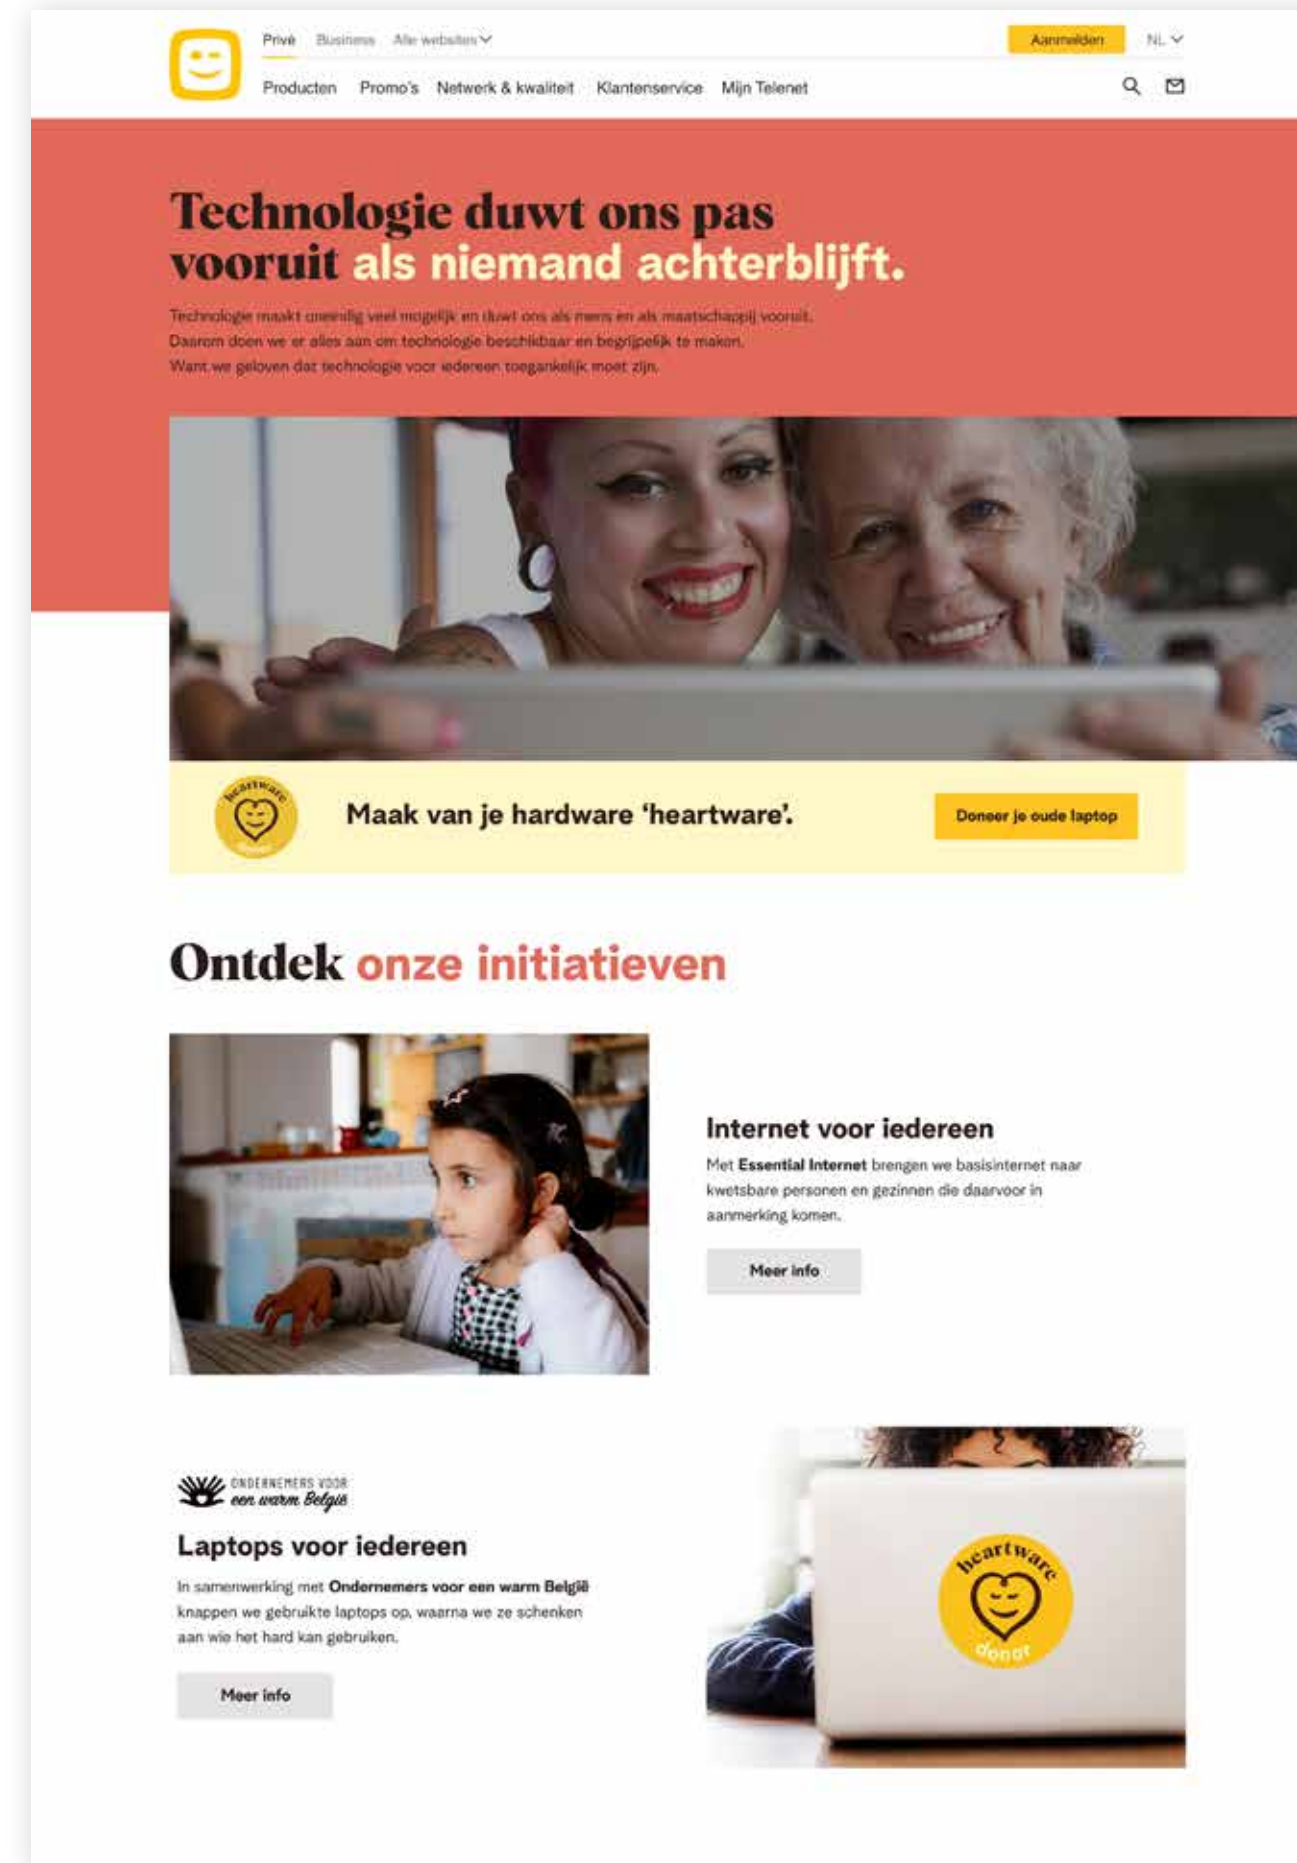 Privé Business Alle websites Aanmelden NL
Producten Promo's Netwerk & kwaliteit Klantenservice Mijn Telenet
Technologie duwt ons pas
vooruit als niemand achterblijft.
Technologie maakt oneindig veel mogelijk en duwt ons als mens en als maatschappij vooruit.
Daarom doen we er alles aan om technologie beschikbaar en begrijpelijk te maken.
Want we geloven dat technologie voor iedereen toegankelijk moet zijn.
heartware
donor
Maak van je hardware ‘heartware’.
Doneer je oude laptop
Ontdek onze initiatieven
Internet voor iedereen
Met Essential Internet brengen we basisinternet naar
kwetsbare personen en gezinnen die daarvoor in
aanmerking komen.
Meer info
ONDERNEMERS VOOR
een warm België
Laptops voor iedereen
In samenwerking met Ondernemers voor een warm België
knappen we gebruikte laptops op, waarna we ze schenken
aan wie het hard kan gebruiken.
Meer info
heartware
donor